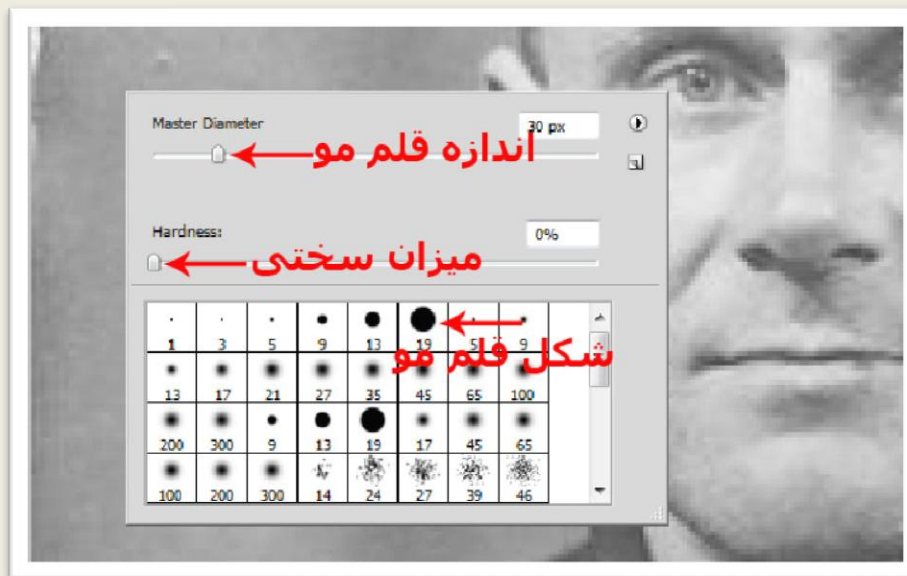 Master Diameter
30 px
اندازه قلم مو
Hardness:
0%
میزان سختی
1 3 5 9 13 19 5 9
شکل قلم مو
13 17 21 27 35 45 65 100
200 300 9 13 19 17 45 65
100 200 300 14 24 27 39 46